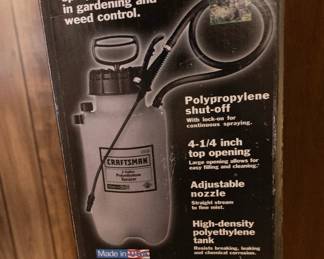 in gardening and
weed control.
Polypropylene
shut-off
With lock-on for
continuous spraying.
4-1/4 inch
top opening
Large opening allows for
easy filling and cleaning.
Adjustable
nozzle
Straight stream
to fine mist.
High-density
polyethylene
tank
Resists breaking, leaking
and chemical corrosion.
CRAFTSMAN
Sprayer
Made in